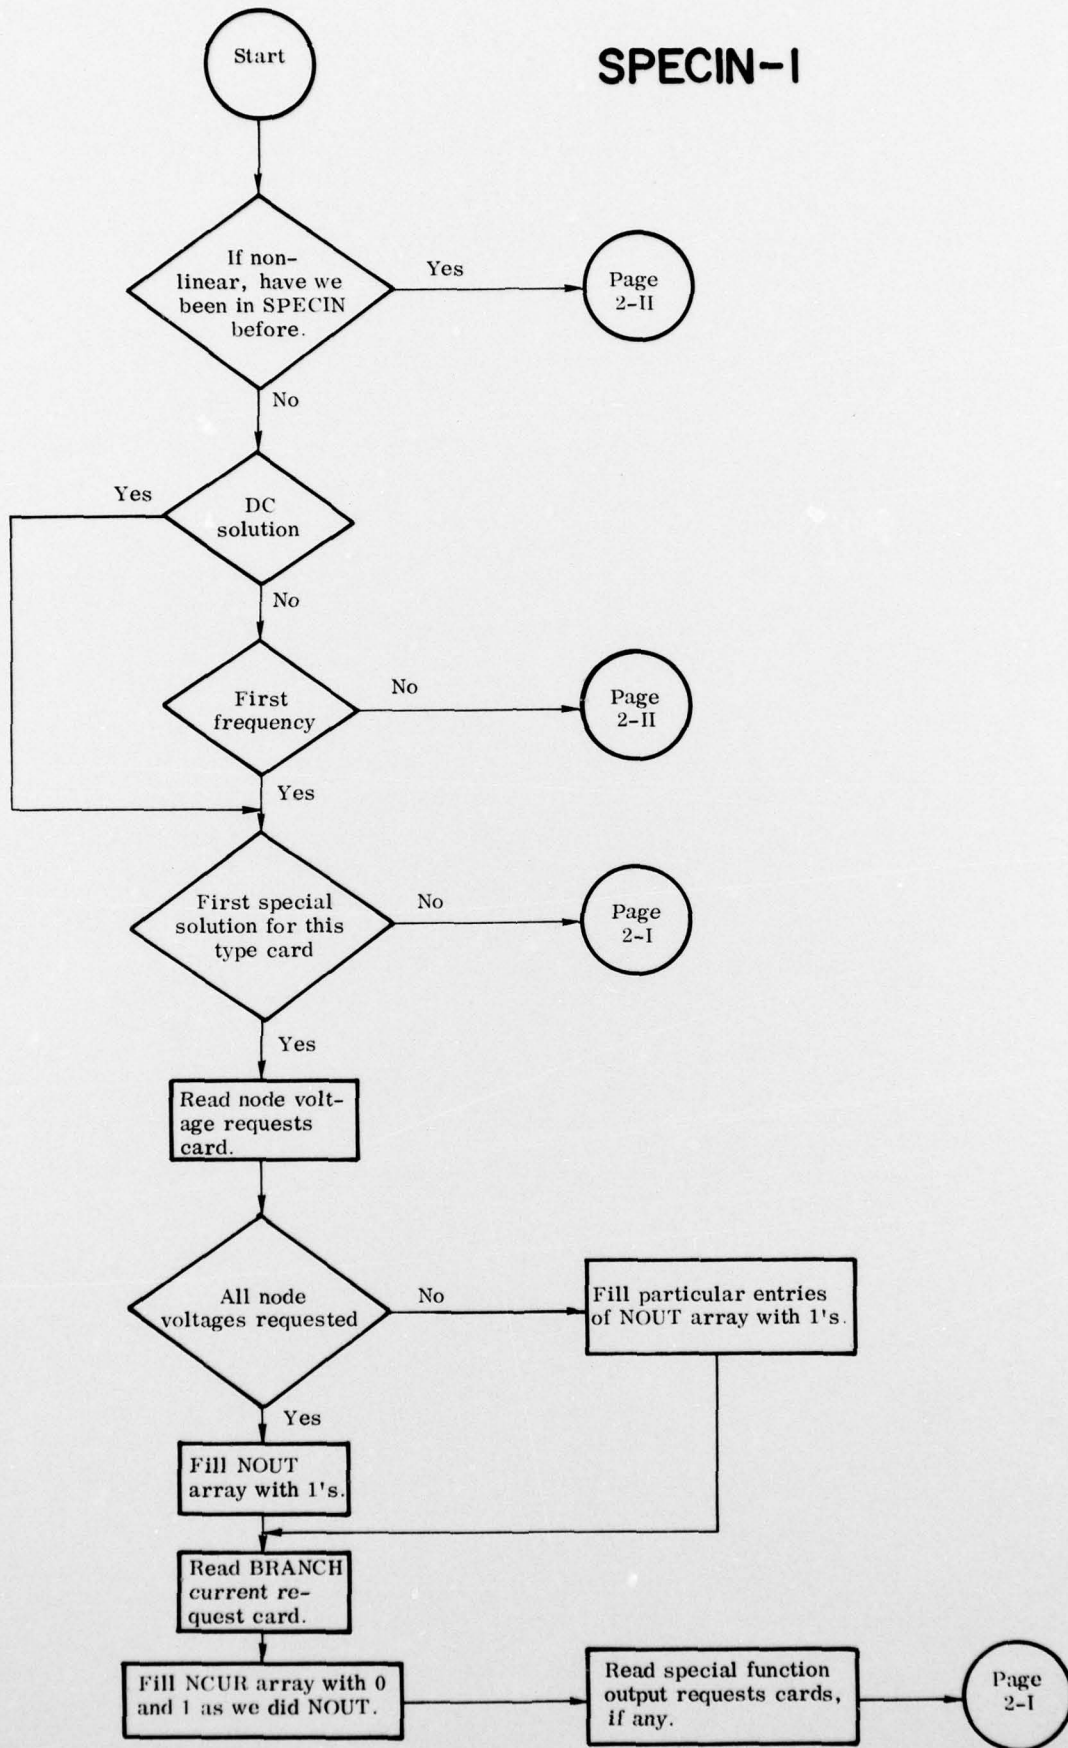 SPECIN-I
Start
If non-
linear, have we
been in SPECIN
before.
Yes
Page
2-II
No
Yes
DC
solution
No
First
frequency
No
Page
2-II
Yes
First special
solution for this
type card
No
Page
2-I
Yes
Read node volt-
age requests
card.
All node
voltages requested
No
Fill particular entries
of NOUT array with 1's.
Yes
Fill NOUT
array with 1's.
Read BRANCH
current re-
quest card.
Fill NCUR array with 0
and 1 as we did NOUT.
Read special function
output requests cards,
if any.
Page
2-I